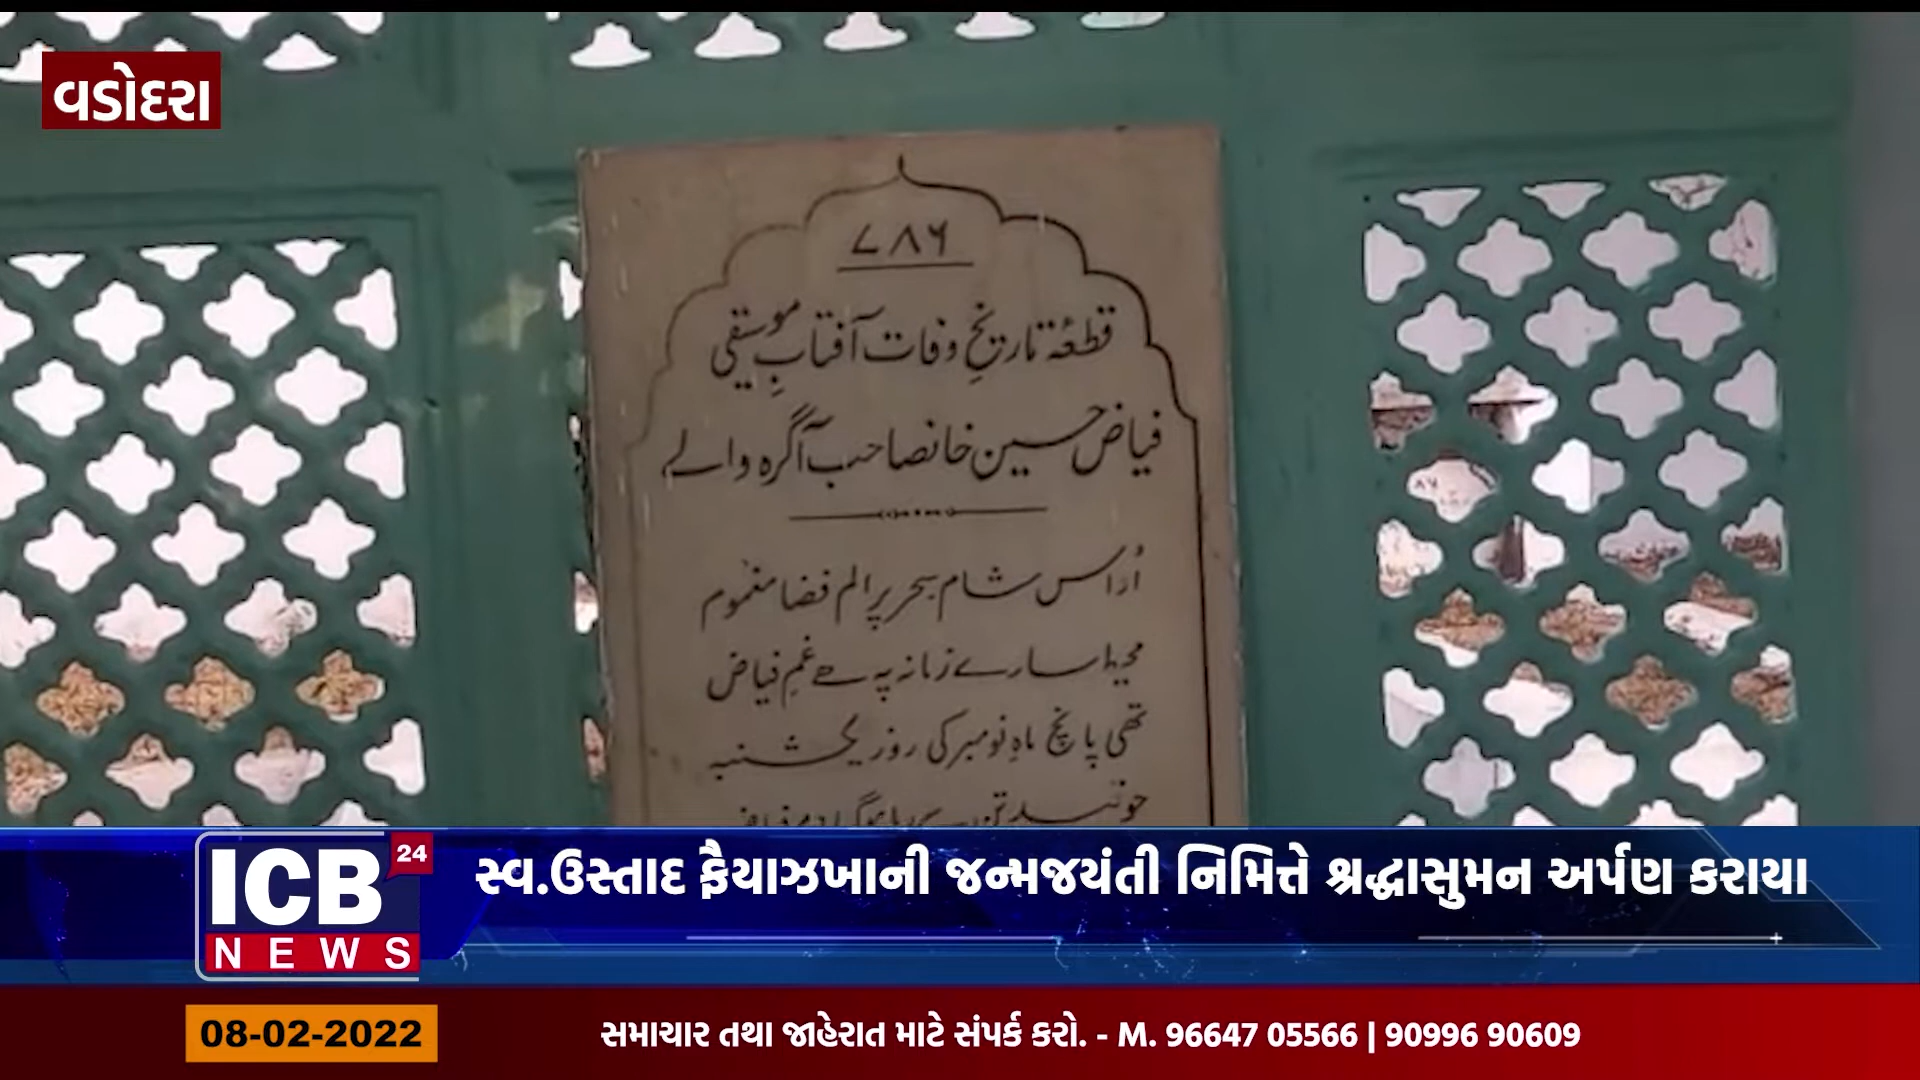 વડોદરા
۷۸۶
قطعۂ تاریخِ وفات آفتابِ موسیقی
فیاض حسین خانصاحب آگرہ والے
اُداس شام سحر پر الم فضا مغموم
محیط سارے زمانہ پہ ہے غمِ فیاض
تھی پانچ ماہِ نومبر کی روز یکشنبہ
ICB 24
NEWS
સ્વ.ઉસ્તાદ ફૈયાઝખાની જન્મજયંતી નિમિત્તે શ્રદ્ધાસુમન અર્પણ કરાયા
08-02-2022
સમાચાર તથા જાહેરાત માટે સંપર્ક કરો. - M. 96647 05566 | 90996 90609